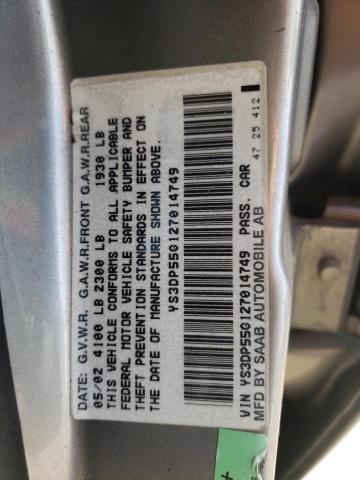 DATE: G.V.W.R. G.A.W.R.FRONT G.A.W.R.REAR
05/02 4100 LB 2300 LB 1930 LB
THIS VEHICLE CONFORMS TO ALL APPLICABLE
FEDERAL MOTOR VEHICLE SAFETY BUMPER AND
THEFT PREVENTION STANDARDS IN EFFECT ON
THE DATE OF MANUFACTURE SHOWN ABOVE.
YS3DP55G127014749
VIN YS3DP55G127014749 PASS. CAR
MFD BY SAAB AUTOMOBILE AB
47 25 412